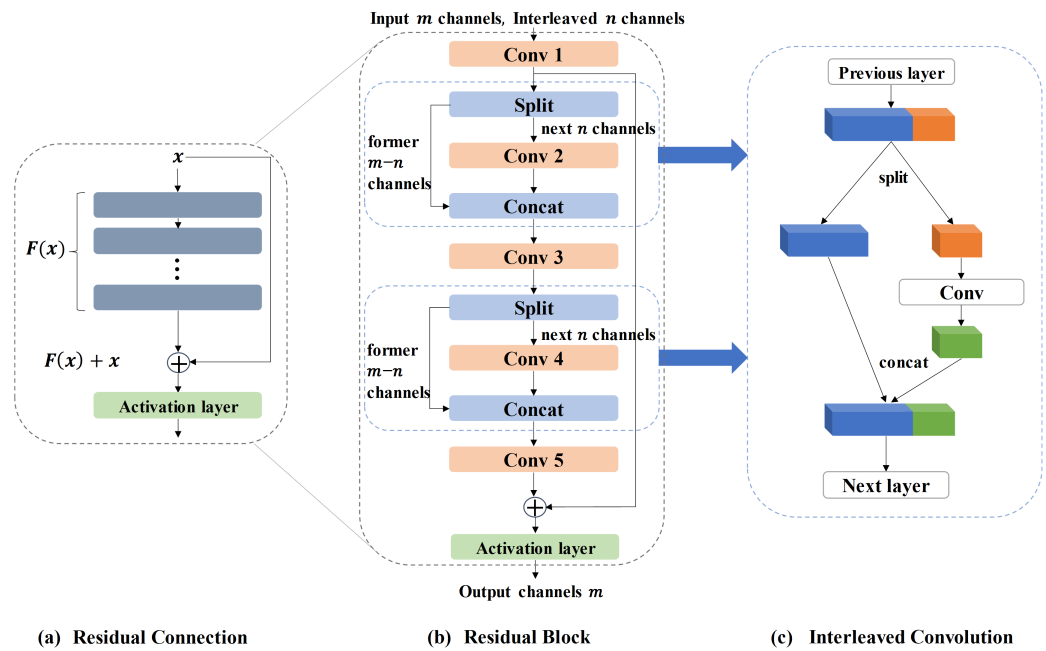 x
F(x)
F(x) + x
Activation layer
(a) Residual Connection
Input m channels, Interleaved n channels
Conv 1
Split
next n channels
former
m−n
channels
Conv 2
Concat
Conv 3
Split
next n channels
former
m−n
channels
Conv 4
Concat
Conv 5
Activation layer
Output channels m
(b) Residual Block
Previous layer
split
Conv
concat
Next layer
(c) Interleaved Convolution